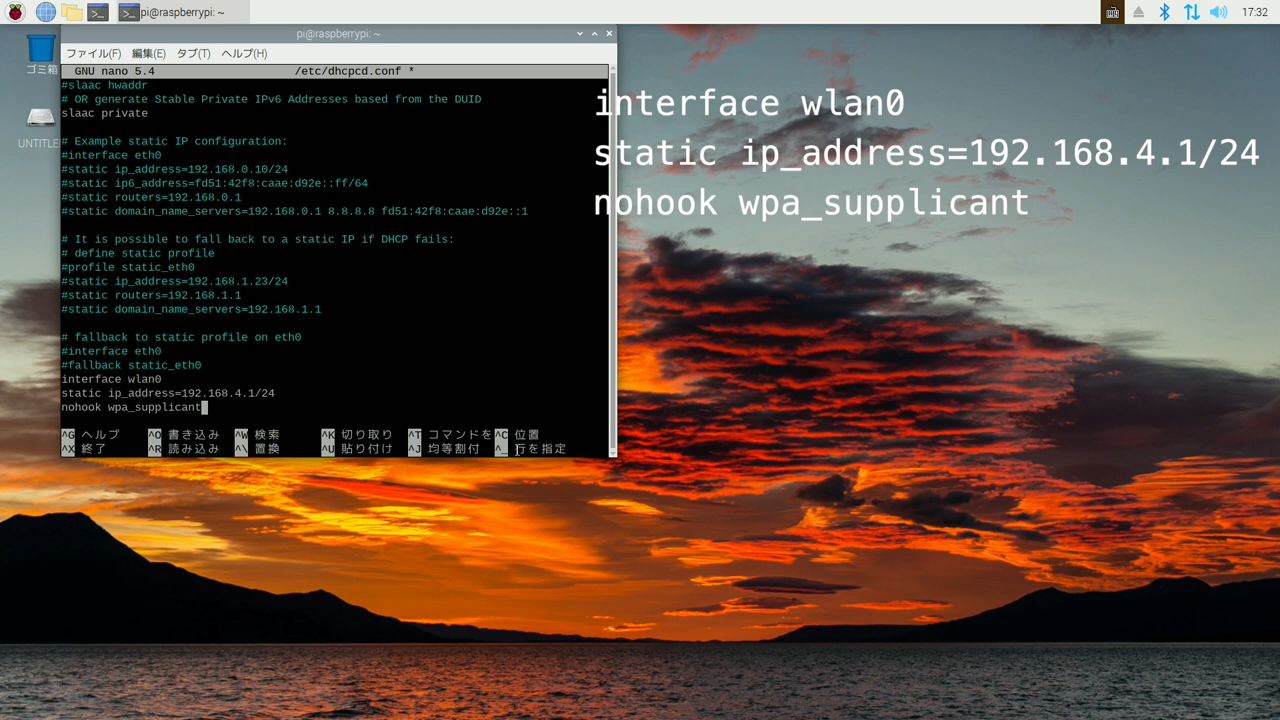 pi@raspberrypi: ~
17:32
ゴミ箱
UNTITLE
pi@raspberrypi: ~
ファイル(F) 編集(E) タブ(T) ヘルプ(H)
GNU nano 5.4 /etc/dhcpcd.conf *
#slaac hwaddr
# OR generate Stable Private IPv6 Addresses based from the DUID
slaac private
# Example static IP configuration:
#interface eth0
#static ip_address=192.168.0.10/24
#static ip6_address=fd51:42f8:caae:d92e::ff/64
#static routers=192.168.0.1
#static domain_name_servers=192.168.0.1 8.8.8.8 fd51:42f8:caae:d92e::1
# It is possible to fall back to a static IP if DHCP fails:
# define static profile
#profile static_eth0
#static ip_address=192.168.1.23/24
#static routers=192.168.1.1
#static domain_name_servers=192.168.1.1
# fallback to static profile on eth0
#interface eth0
#fallback static_eth0
interface wlan0
static ip_address=192.168.4.1/24
nohook wpa_supplicant
^G ヘルプ ^O 書き込み ^W 検索 ^K 切り取り ^T コマンドを ^C 位置
^X 終了 ^R 読み込み ^\ 置換 ^U 貼り付け ^J 均等割付 ^_ 行を指定
interface wlan0
static ip_address=192.168.4.1/24
nohook wpa_supplicant